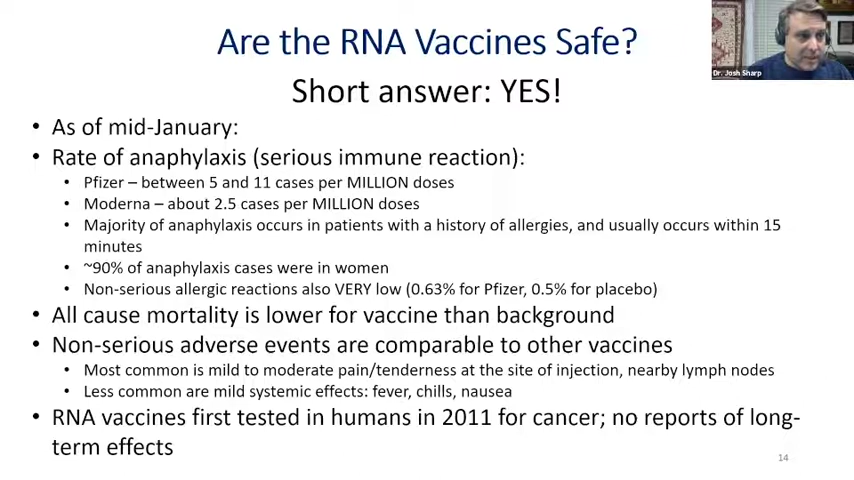 Are the RNA Vaccines Safe?
Dr. Josh Sharp
Short answer: YES!
• As of mid-January:
• Rate of anaphylaxis (serious immune reaction):
• Pfizer – between 5 and 11 cases per MILLION doses
• Moderna – about 2.5 cases per MILLION doses
• Majority of anaphylaxis occurs in patients with a history of allergies, and usually occurs within 15
minutes
• ~90% of anaphylaxis cases were in women
• Non-serious allergic reactions also VERY low (0.63% for Pfizer, 0.5% for placebo)
• All cause mortality is lower for vaccine than background
• Non-serious adverse events are comparable to other vaccines
• Most common is mild to moderate pain/tenderness at the site of injection, nearby lymph nodes
• Less common are mild systemic effects: fever, chills, nausea
• RNA vaccines first tested in humans in 2011 for cancer; no reports of long-
term effects
14